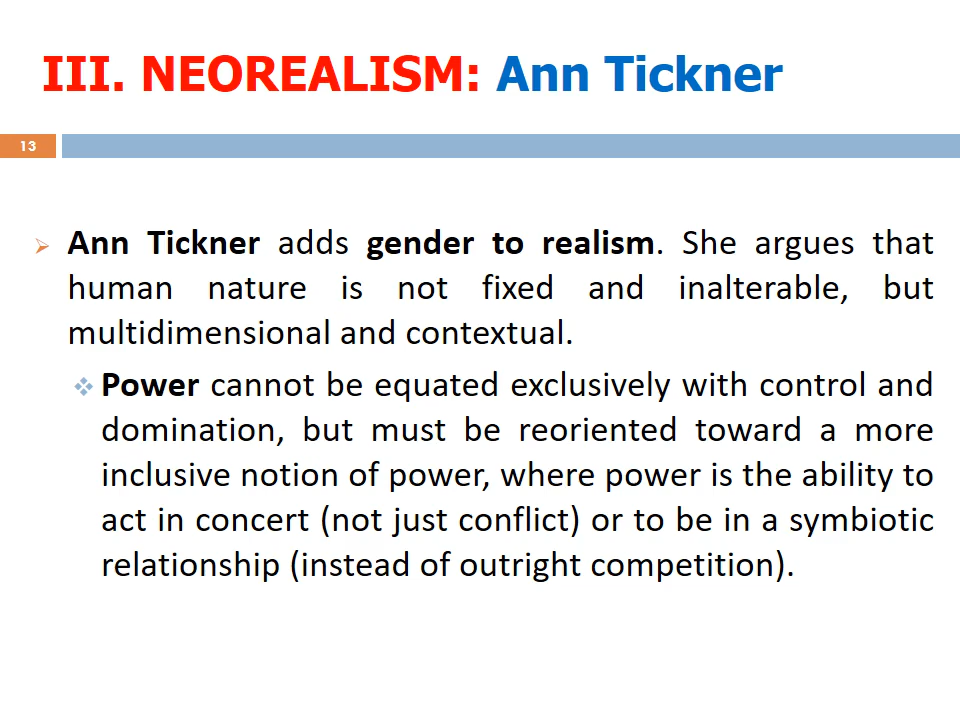 III. NEOREALISM: Ann Tickner
13
Ann Tickner adds gender to realism. She argues that
human nature is not fixed and inalterable, but
multidimensional and contextual.
Power cannot be equated exclusively with control and
domination, but must be reoriented toward a more
inclusive notion of power, where power is the ability to
act in concert (not just conflict) or to be in a symbiotic
relationship (instead of outright competition).